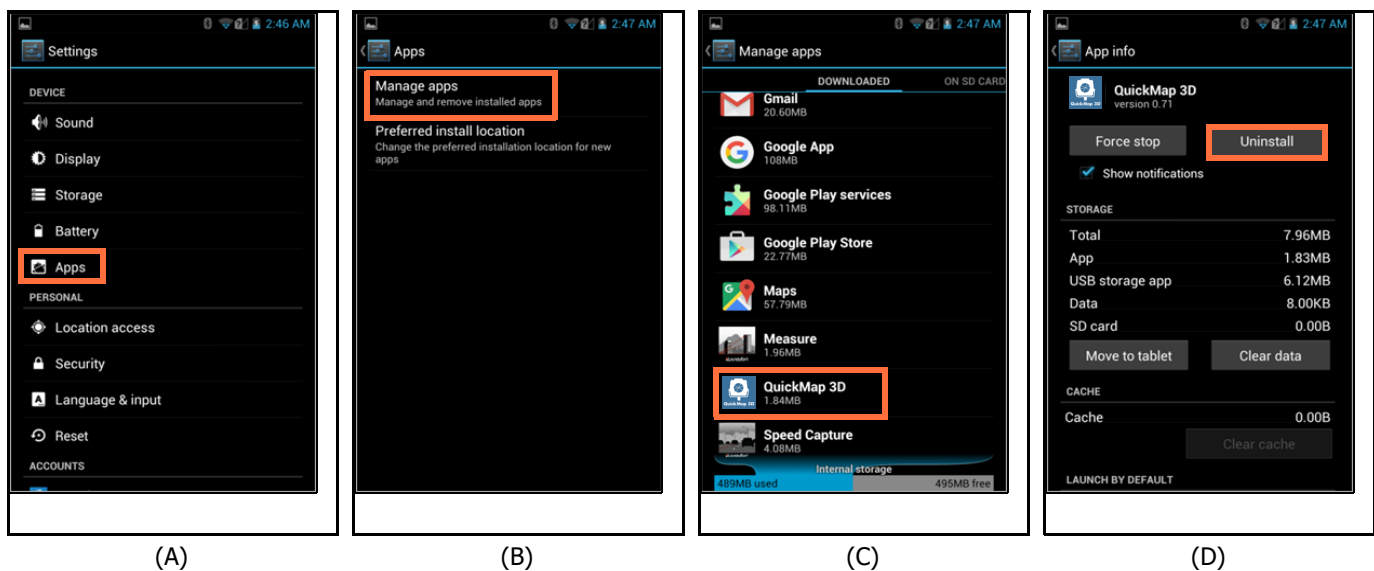 2:46 AM
Settings
DEVICE
Sound
Display
Storage
Battery
Apps
PERSONAL
Location access
Security
Language & input
Reset
ACCOUNTS
(A)
2:47 AM
Apps
Manage apps
Manage and remove installed apps
Preferred install location
Change the preferred installation location for new
apps
(B)
2:47 AM
Manage apps
DOWNLOADED ON SD CARD
Gmail
20.60MB
Google App
108MB
Google Play services
98.11MB
Google Play Store
22.77MB
Maps
57.79MB
Measure
1.96MB
QuickMap 3D
QuickMap 3D
1.84MB
Speed Capture
4.08MB
Internal storage
489MB used 495MB free
(C)
2:47 AM
App info
QuickMap 3D
QuickMap 3D
version 0.71
Force stop Uninstall
Show notifications
STORAGE
Total 7.96MB
App 1.83MB
USB storage app 6.12MB
Data 8.00KB
SD card 0.00B
Move to tablet Clear data
CACHE
Cache 0.00B
Clear cache
LAUNCH BY DEFAULT
(D)